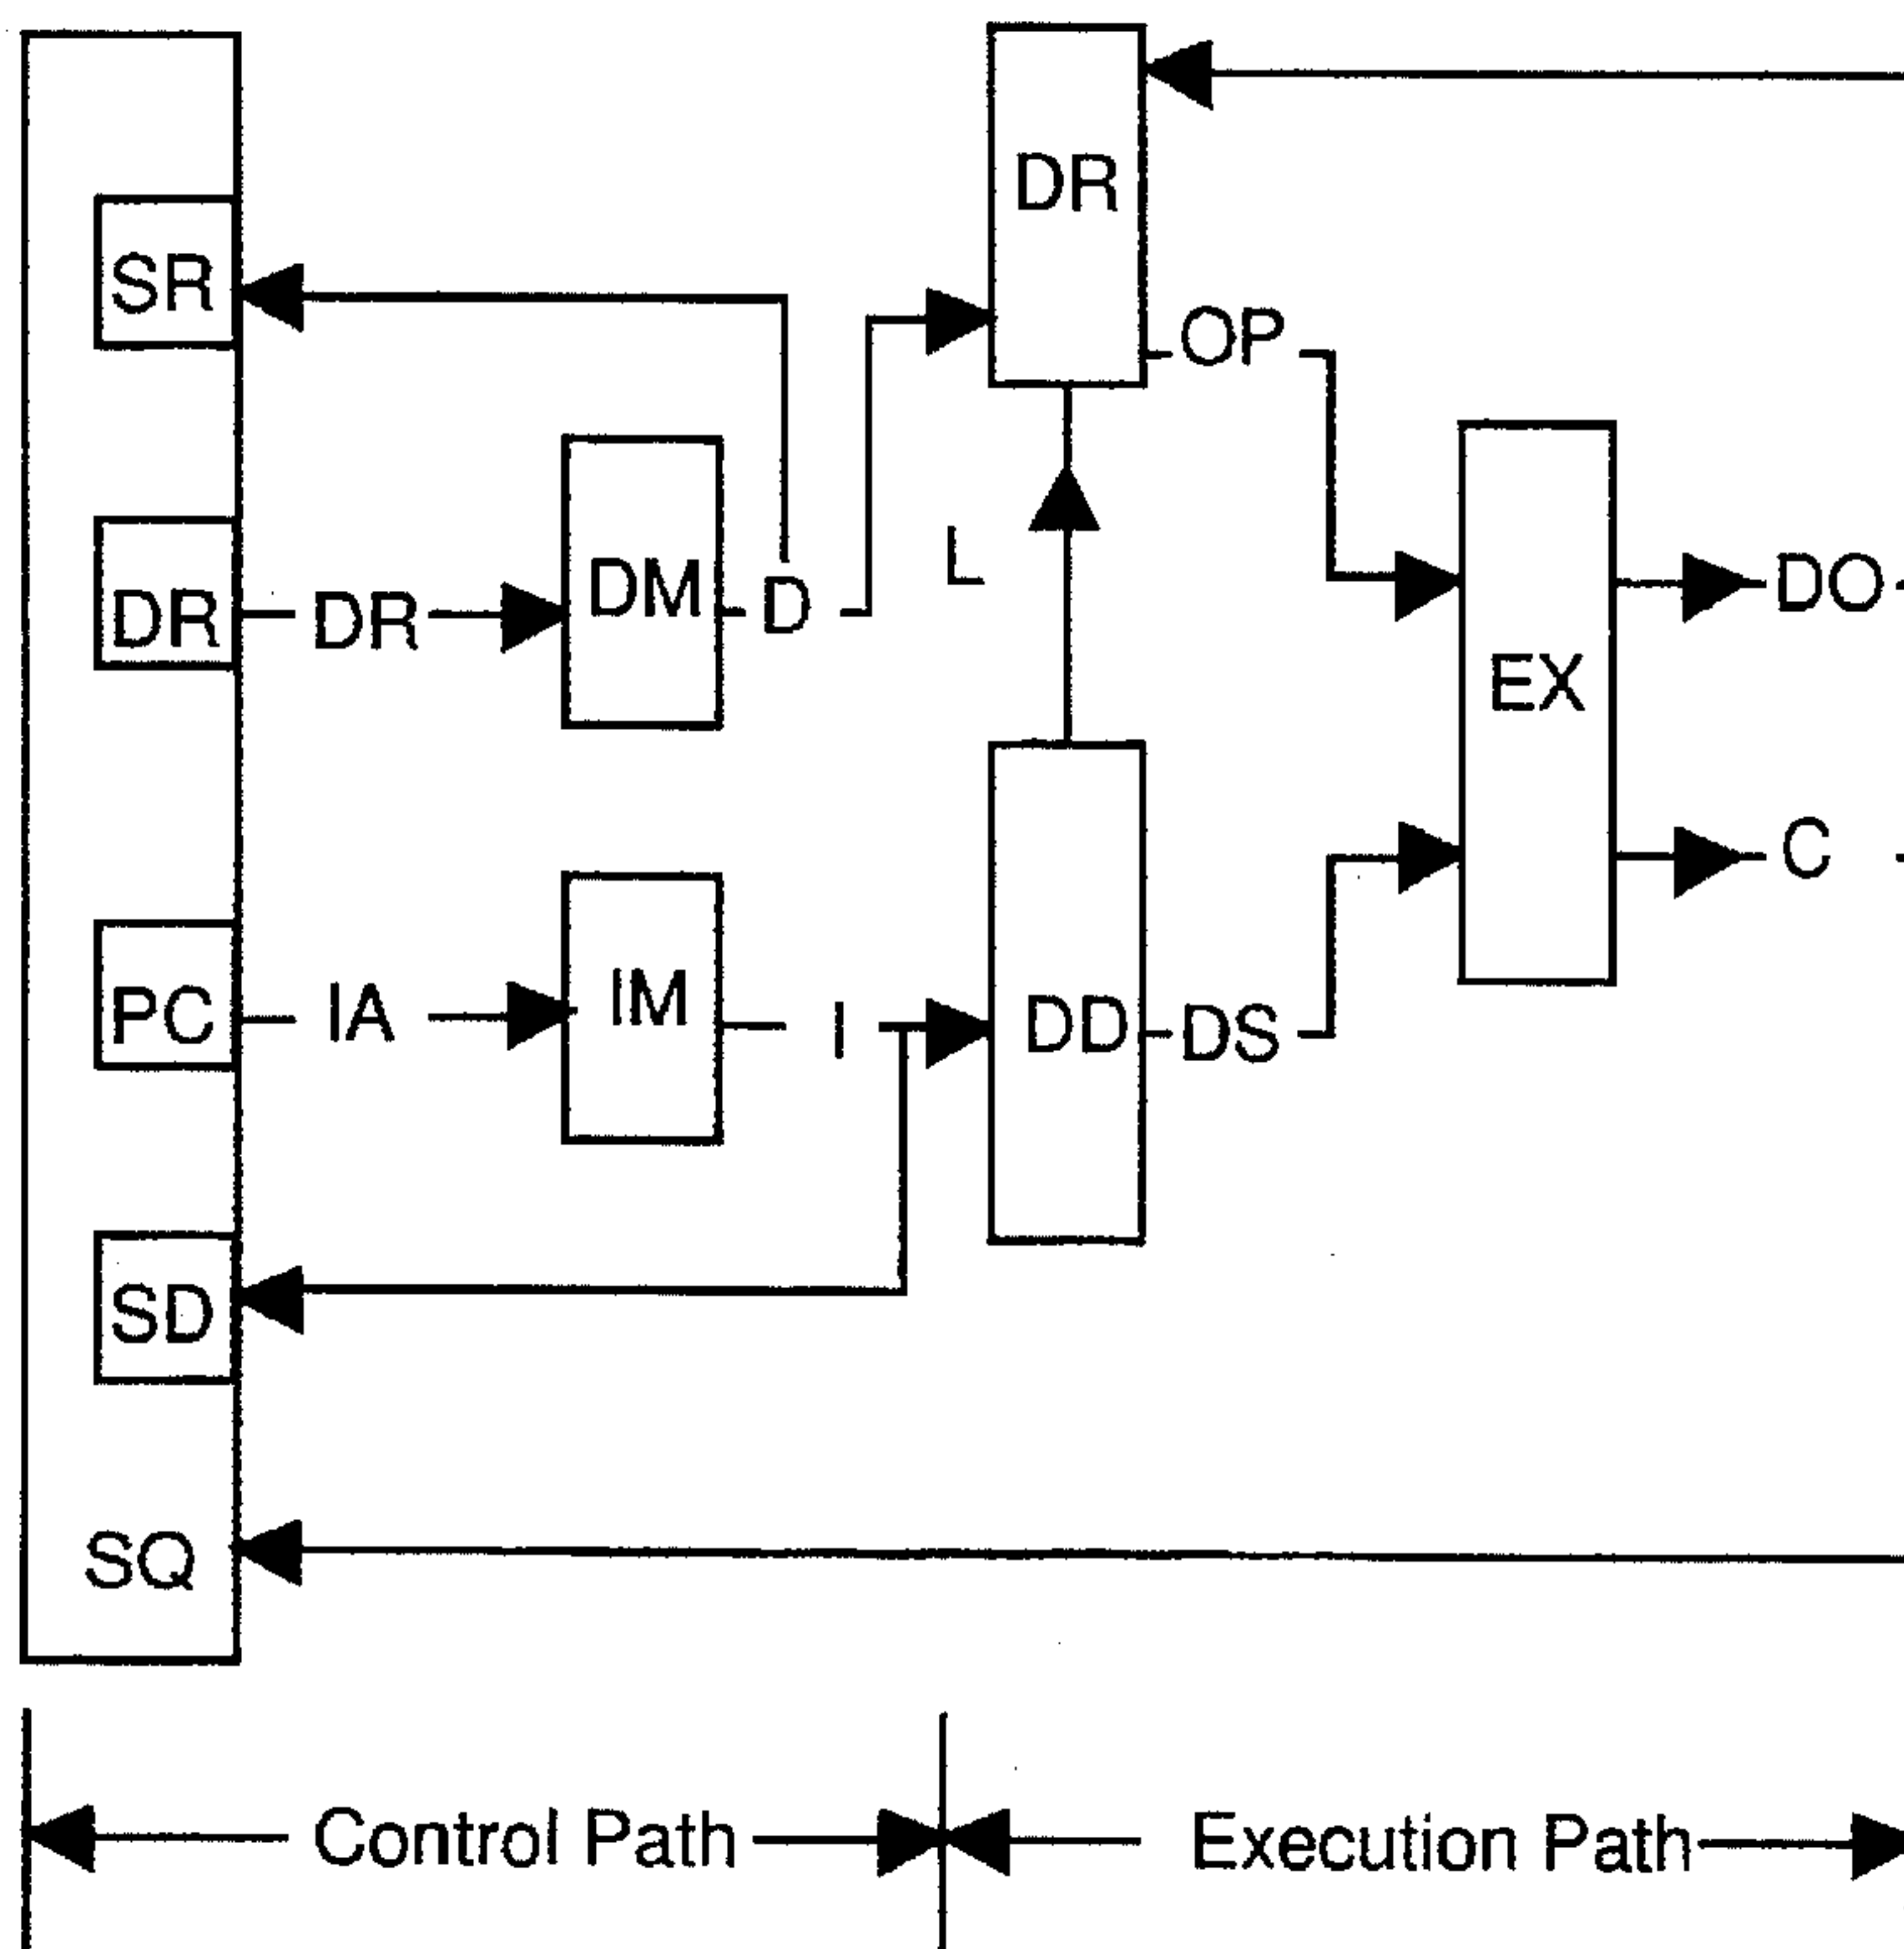 DR
SR
OP
DR
DR
DM
D
L
DO
EX
C
PC
IA
IM
I
DD
DS
SD
SQ
Control Path
Execution Path